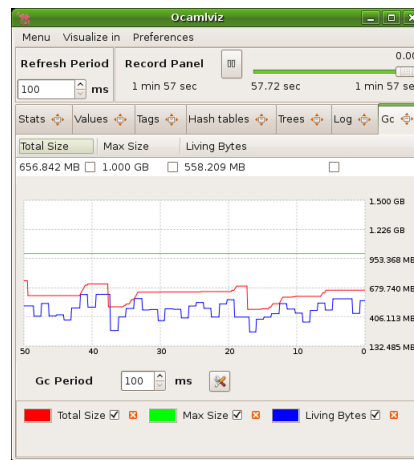 Ocamlviz
Menu Visualize in Preferences
Refresh Period Record Panel 0.00
100 ms 1 min 57 sec 57.72 sec 1 min 57 se
Stats Values Tags Hash tables Trees Log Gc
Total Size Max Size Living Bytes
656.842 MB 1.000 GB 558.209 MB
1.500 GB
1.226 GB
953.368 MB
679.740 MB
406.113 MB
132.485 MB
50 40 30 20 10 0
Gc Period 100 ms
Total Size Max Size Living Bytes